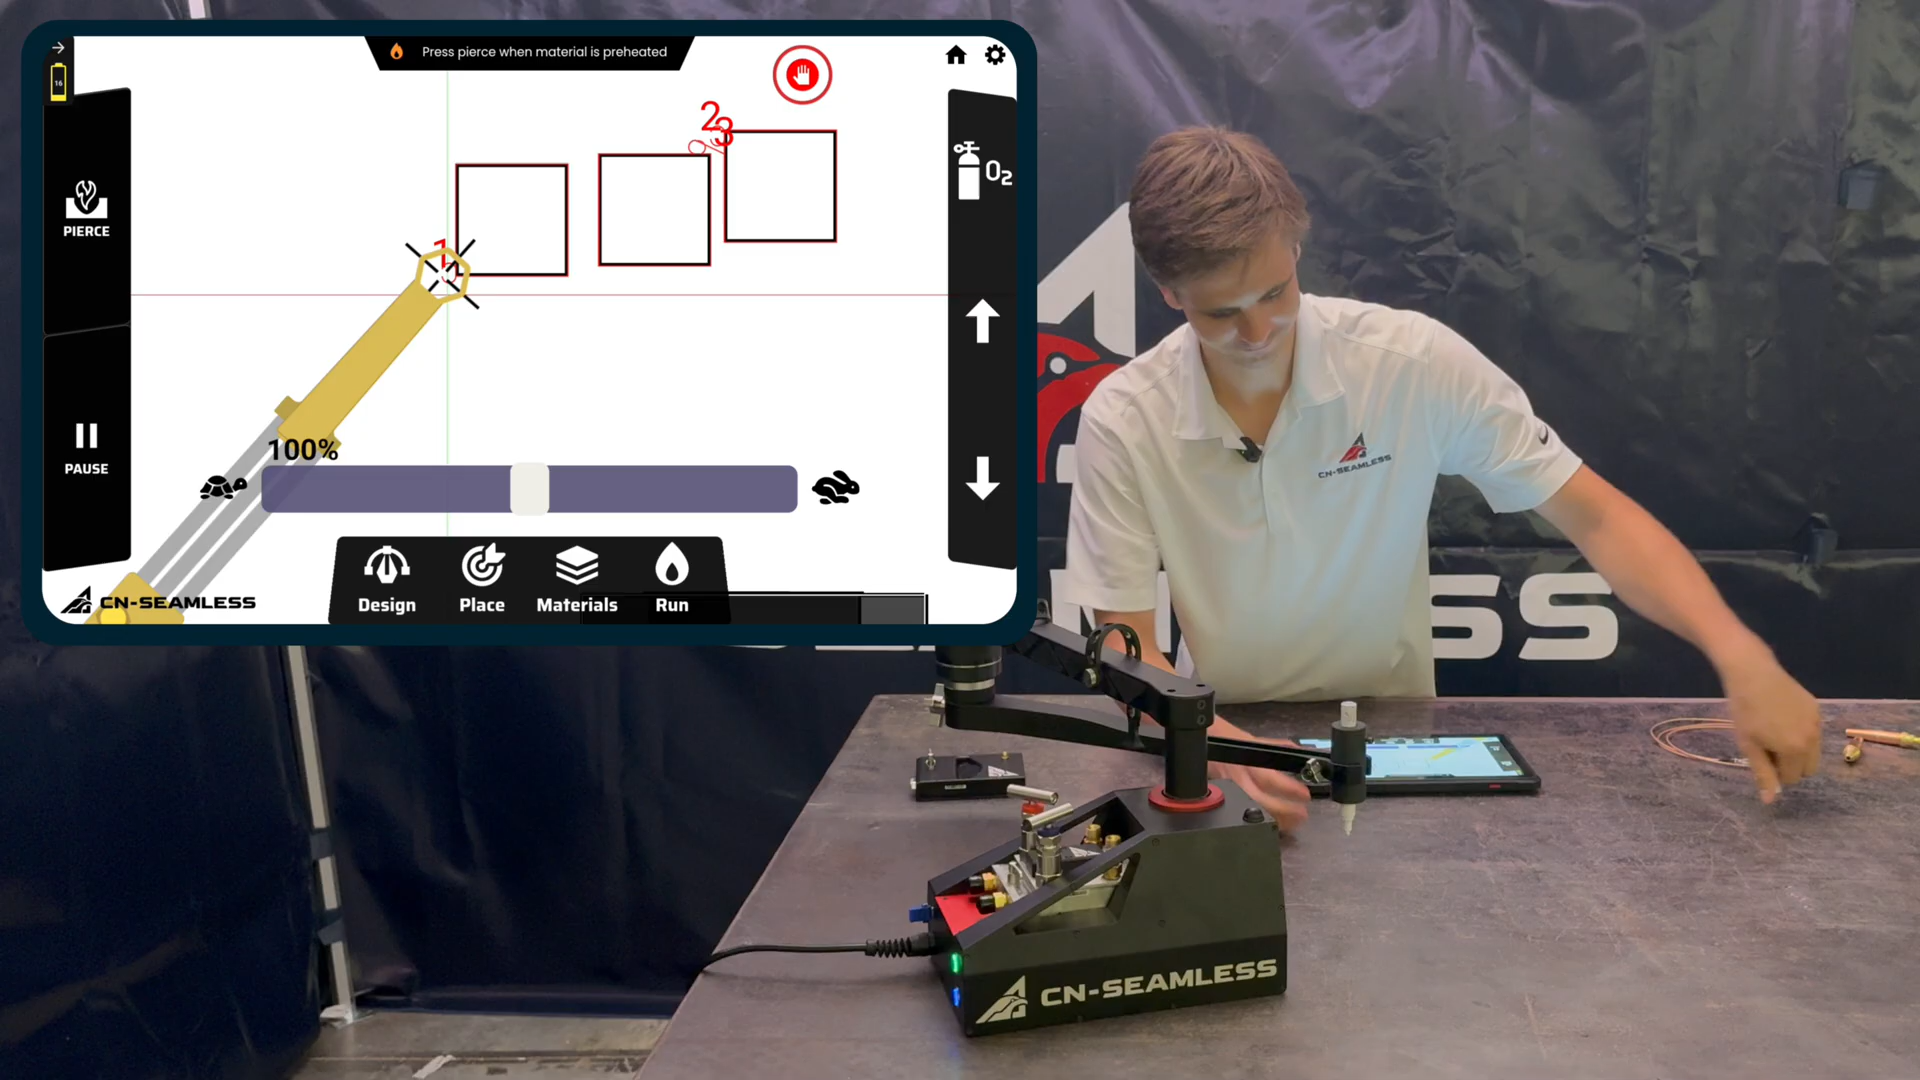 Press pierce when material is preheated
16
2
3
1
O₂
PIERCE
100%
PAUSE
Design
Place
Materials
Run
CN-SEAMLESS
CN-SEAMLESS
SS
CN-SEAMLESS